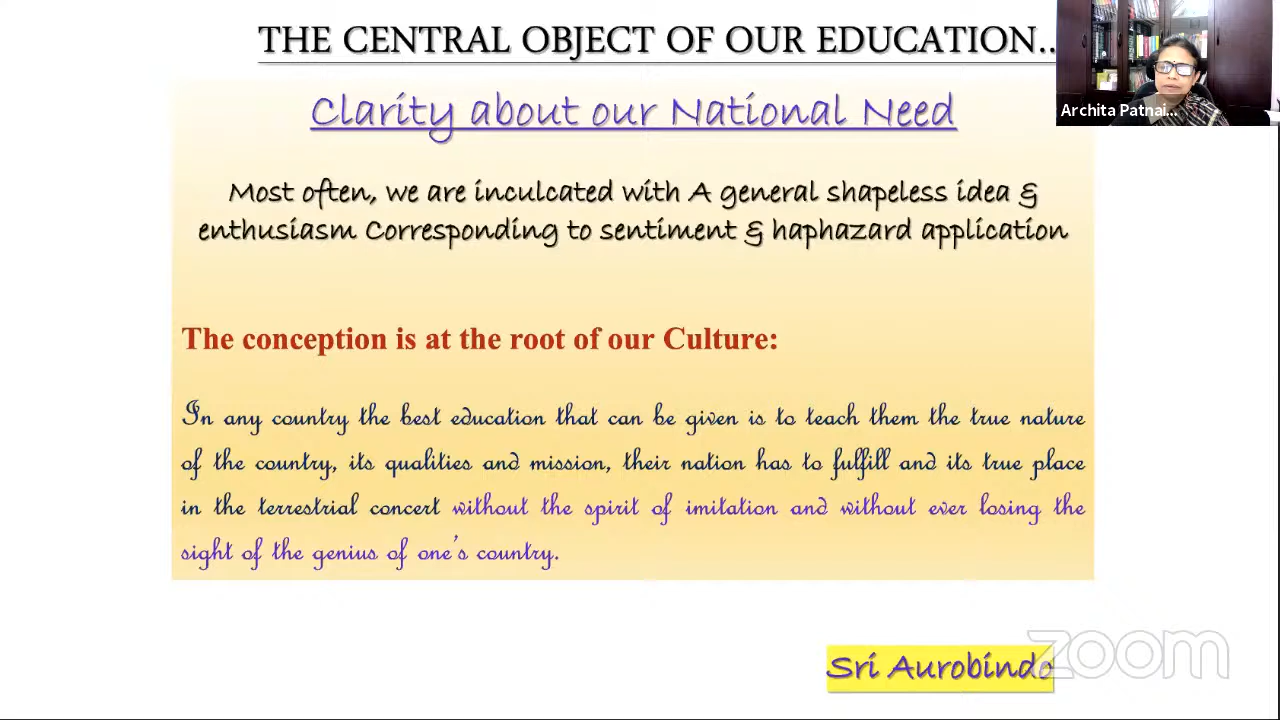 THE CENTRAL OBJECT OF OUR EDUCATION..
Clarity about our National Need
Most often, we are inculcated with A general shapeless idea &
enthusiasm Corresponding to sentiment & haphazard application
The conception is at the root of our Culture:
In any country the best education that can be given is to teach them the true nature
of the country, its qualities and mission, their nation has to fulfill and its true place
in the terrestrial concert without the spirit of imitation and without ever losing the
sight of the genius of one's country.
Sri Aurobindo
Archita Patnai...
zoom